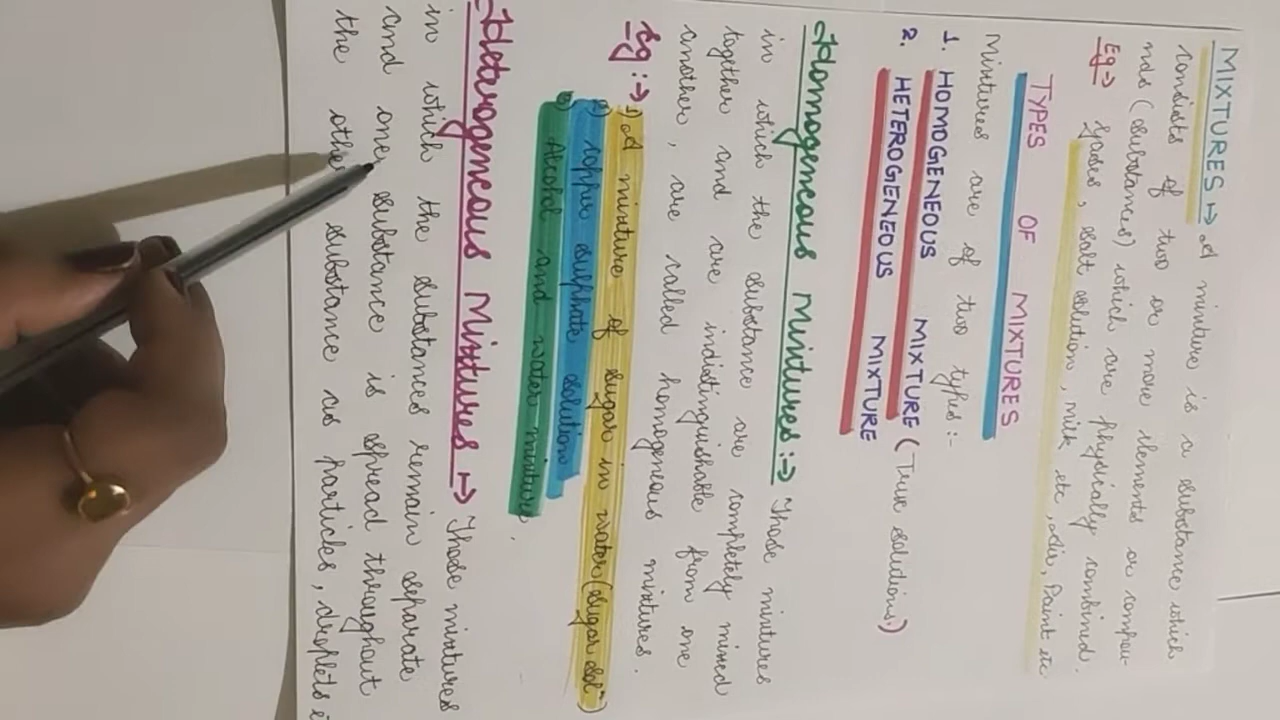 MIXTURES → A mixture is a substance which
consists of two or more elements or compou-
nds (substances) which are physically combined.
Eg → gases, salt solution, milk etc, air, Paint etc
TYPES OF MIXTURES
Mixtures are of two types :-
1. HOMOGENEOUS MIXTURE (True solutions.)
2. HETEROGENEOUS MIXTURE
Homogeneous Mixtures :→ Those mixtures
in which the substance are completely mixed
together and are indistinguishable from one
another, are called homogeneous mixtures.
Eg :→ 1) A mixture of sugar in water (sugar solⁿ)
2) Copper sulphate solution
3) Alcohol and water mixture.
Heterogeneous Mixtures → Those mixtures
in which the substances remain separate
and one substance is spread throughout
the other substance as particles, droplets